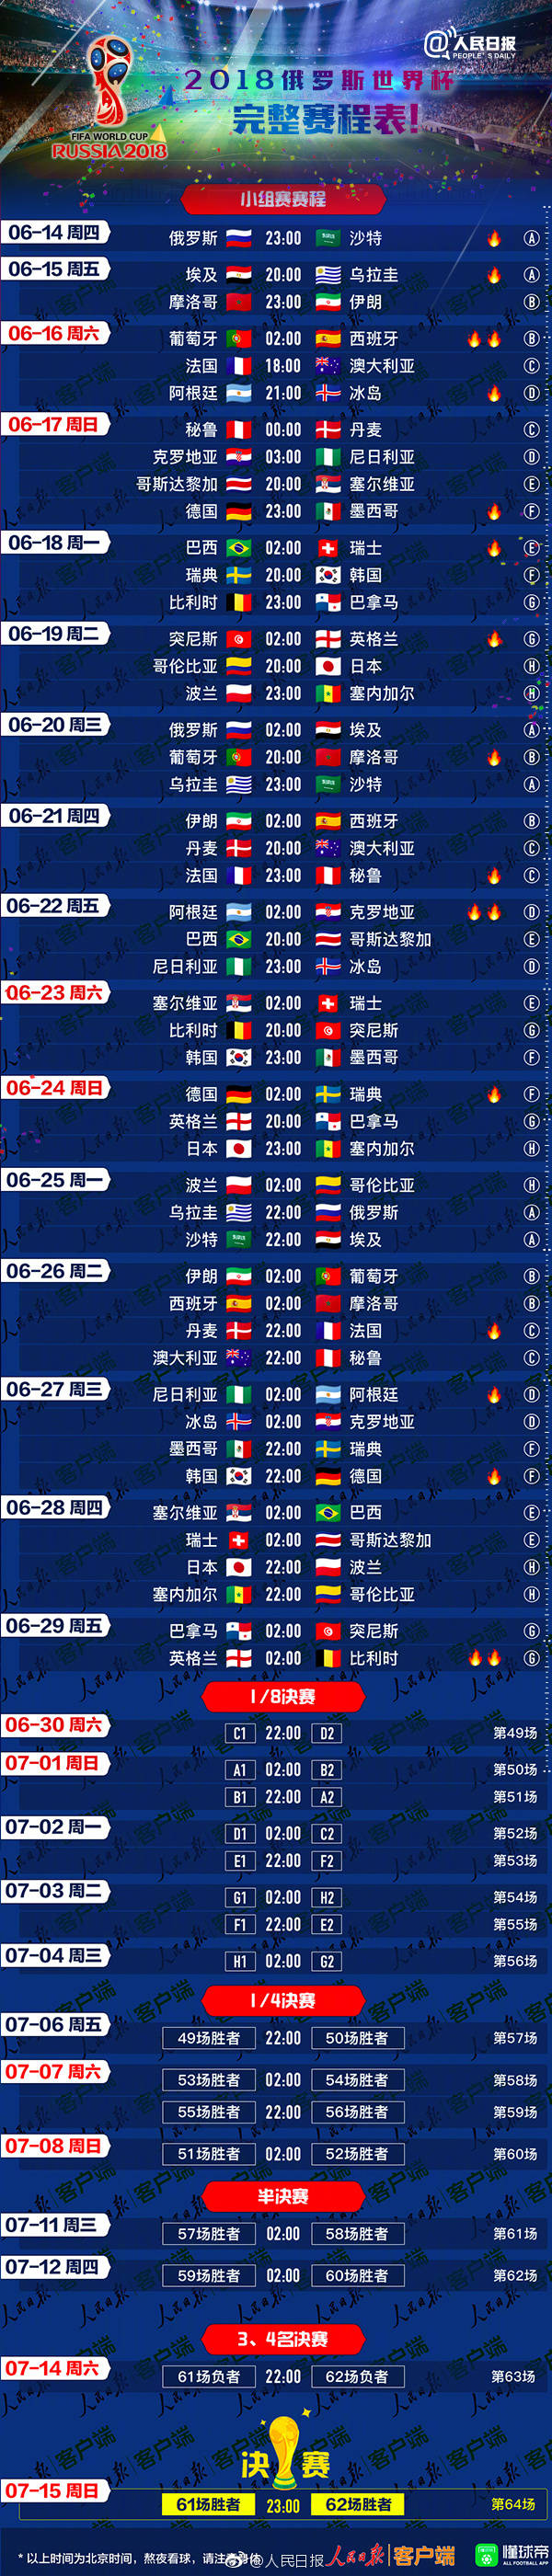 @人民日报
PEOPLE'S DAILY
2018俄罗斯世界杯
完整赛程表!
FIFA WORLD CUP
RUSSIA2018
小组赛赛程
06-14 周四
俄罗斯 23:00 沙特 A
06-15 周五
埃及 20:00 乌拉圭 A
摩洛哥 23:00 伊朗 B
06-16 周六
葡萄牙 02:00 西班牙 B
法国 18:00 澳大利亚 C
阿根廷 21:00 冰岛 D
06-17 周日
秘鲁 00:00 丹麦 C
克罗地亚 03:00 尼日利亚 D
哥斯达黎加 20:00 塞尔维亚 E
德国 23:00 墨西哥 F
06-18 周一
巴西 02:00 瑞士 E
瑞典 20:00 韩国 F
比利时 23:00 巴拿马 G
06-19 周二
突尼斯 02:00 英格兰 G
哥伦比亚 20:00 日本 H
波兰 23:00 塞内加尔 H
06-20 周三
俄罗斯 02:00 埃及 A
葡萄牙 20:00 摩洛哥 B
乌拉圭 23:00 沙特 A
06-21 周四
伊朗 02:00 西班牙 B
丹麦 20:00 澳大利亚 C
法国 23:00 秘鲁 C
06-22 周五
阿根廷 02:00 克罗地亚 D
巴西 20:00 哥斯达黎加 E
尼日利亚 23:00 冰岛 D
06-23 周六
塞尔维亚 02:00 瑞士 E
比利时 20:00 突尼斯 G
韩国 23:00 墨西哥 F
06-24 周日
德国 02:00 瑞典 F
英格兰 20:00 巴拿马 G
日本 23:00 塞内加尔 H
06-25 周一
波兰 02:00 哥伦比亚 H
乌拉圭 22:00 俄罗斯 A
沙特 22:00 埃及 A
06-26 周二
伊朗 02:00 葡萄牙 B
西班牙 02:00 摩洛哥 B
丹麦 22:00 法国 C
澳大利亚 22:00 秘鲁 C
06-27 周三
尼日利亚 02:00 阿根廷 D
冰岛 02:00 克罗地亚 D
墨西哥 22:00 瑞典 F
韩国 22:00 德国 F
06-28 周四
塞尔维亚 02:00 巴西 E
瑞士 02:00 哥斯达黎加 E
日本 22:00 波兰 H
塞内加尔 22:00 哥伦比亚 H
06-29 周五
巴拿马 02:00 突尼斯 G
英格兰 02:00 比利时 G
1/8决赛
06-30 周六
C1 22:00 D2 第49场
07-01 周日
A1 02:00 B2 第50场
B1 22:00 A2 第51场
07-02 周一
D1 02:00 C2 第52场
E1 22:00 F2 第53场
07-03 周二
G1 02:00 H2 第54场
F1 22:00 E2 第55场
07-04 周三
H1 02:00 G2 第56场
1/4决赛
07-06 周五
49场胜者 22:00 50场胜者 第57场
07-07 周六
53场胜者 02:00 54场胜者 第58场
55场胜者 22:00 56场胜者 第59场
07-08 周日
51场胜者 02:00 52场胜者 第60场
半决赛
07-11 周三
57场胜者 02:00 58场胜者 第61场
07-12 周四
59场胜者 02:00 60场胜者 第62场
3、4名决赛
07-14 周六
61场负者 22:00 62场负者 第63场
决赛
07-15 周日
61场胜者 23:00 62场胜者 第64场
* 以上时间为北京时间，熬夜看球，请注意身体
@人民日报
人民日报 客户端
懂球帝
ALL FOOTBALL APP